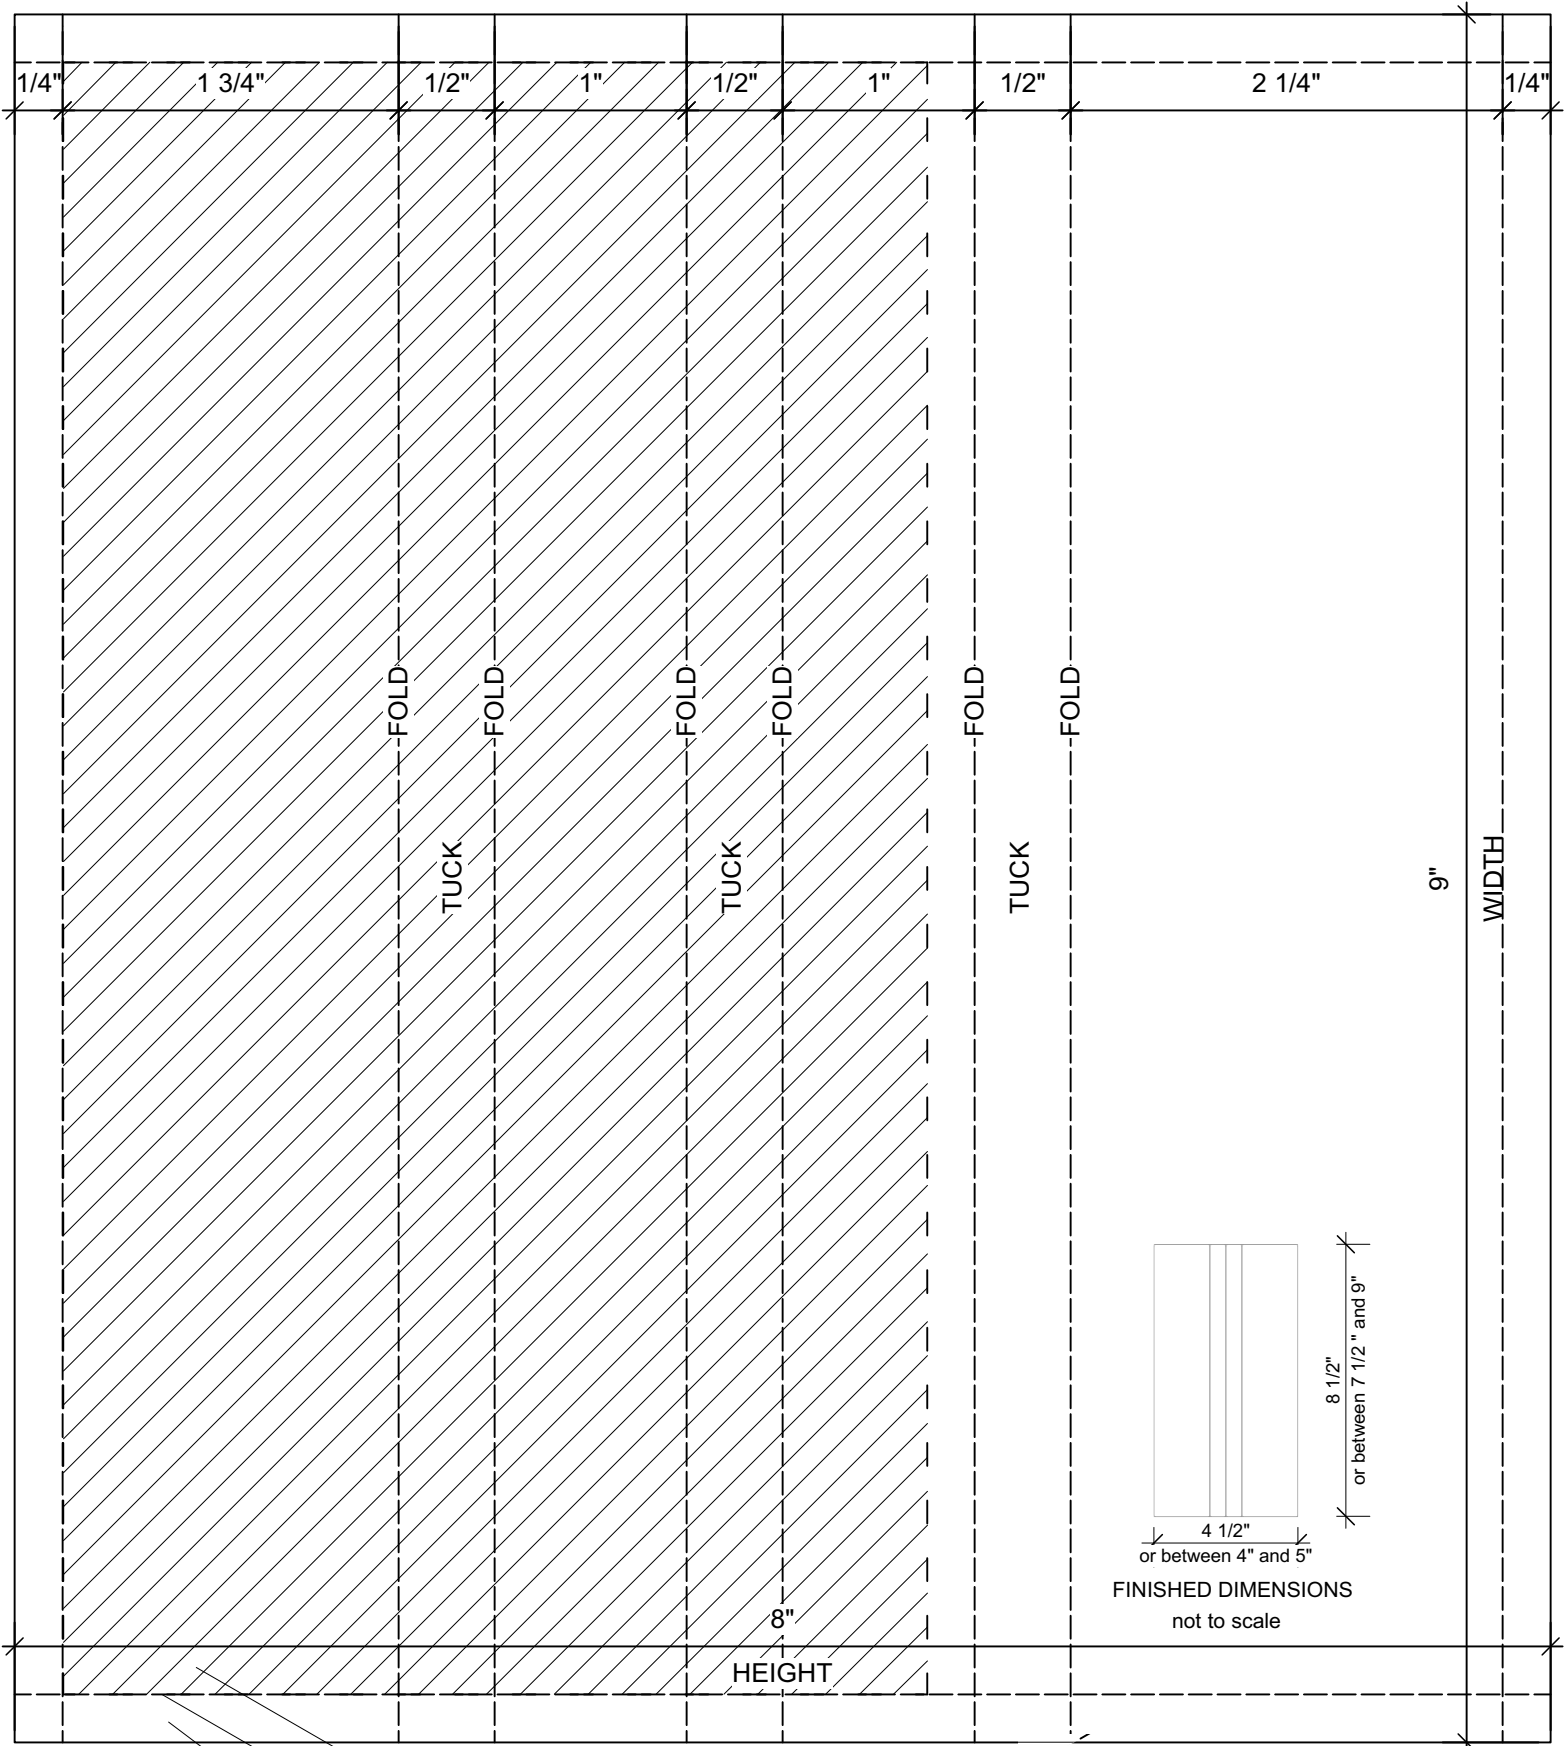 1/4" 1 3/4" 1/2" 1" 1/2" 1" 1/2" 2 1/4" 1/4"
FOLD FOLD FOLD FOLD FOLD FOLD
TUCK TUCK TUCK
9"
WIDTH
8 1/2"
or between 7 1/2 " and 9"
4 1/2"
or between 4" and 5"
FINISHED DIMENSIONS
not to scale
8"
HEIGHT